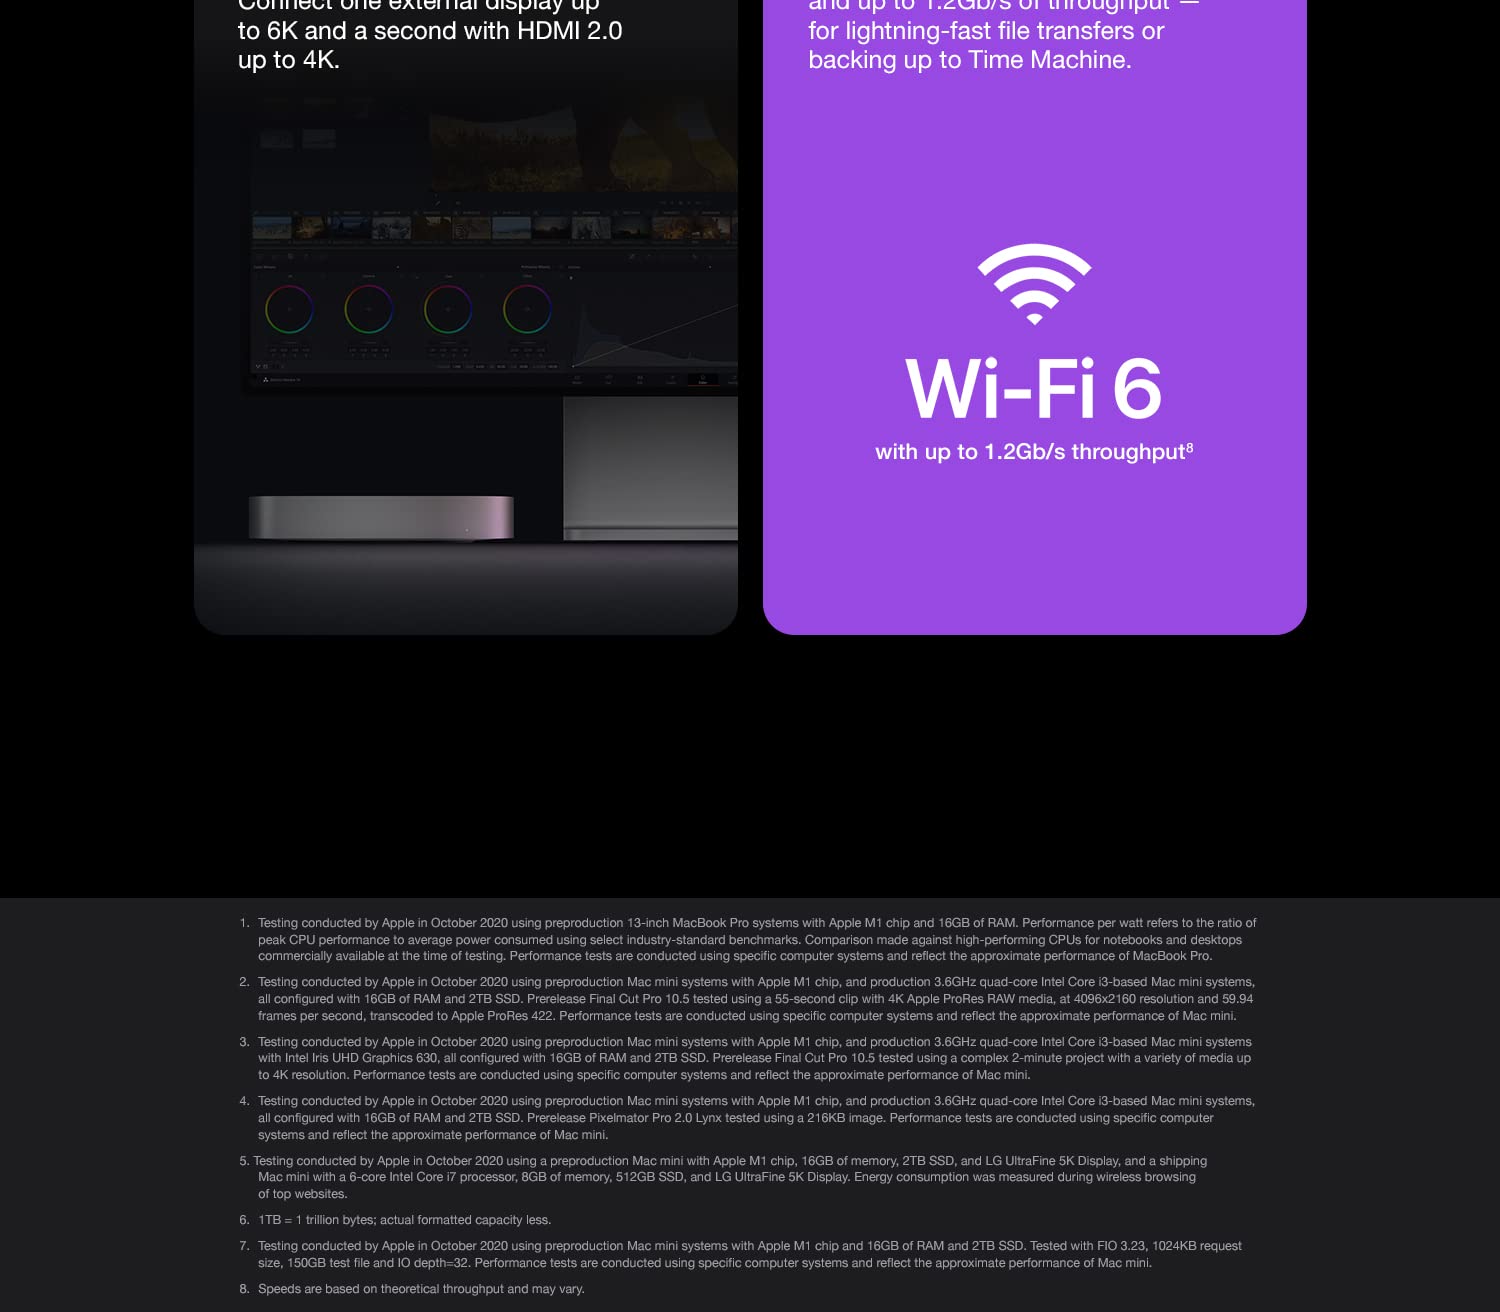 Connect one external display up
to 6K and a second with HDMI 2.0
up to 4K.
and up to 1.2Gb/s of throughput —
for lightning-fast file transfers or
backing up to Time Machine.
Wi-Fi 6
with up to 1.2Gb/s throughput8
1. Testing conducted by Apple in October 2020 using preproduction 13-inch MacBook Pro systems with Apple M1 chip and 16GB of RAM. Performance per watt refers to the ratio of
peak CPU performance to average power consumed using select industry-standard benchmarks. Comparison made against high-performing CPUs for notebooks and desktops
commercially available at the time of testing. Performance tests are conducted using specific computer systems and reflect the approximate performance of MacBook Pro.
2. Testing conducted by Apple in October 2020 using preproduction Mac mini systems with Apple M1 chip, and production 3.6GHz quad-core Intel Core i3-based Mac mini systems,
all configured with 16GB of RAM and 2TB SSD. Prerelease Final Cut Pro 10.5 tested using a 55-second clip with 4K Apple ProRes RAW media, at 4096x2160 resolution and 59.94
frames per second, transcoded to Apple ProRes 422. Performance tests are conducted using specific computer systems and reflect the approximate performance of Mac mini.
3. Testing conducted by Apple in October 2020 using preproduction Mac mini systems with Apple M1 chip, and production 3.6GHz quad-core Intel Core i3-based Mac mini systems
with Intel Iris UHD Graphics 630, all configured with 16GB of RAM and 2TB SSD. Prerelease Final Cut Pro 10.5 tested using a complex 2-minute project with a variety of media up
to 4K resolution. Performance tests are conducted using specific computer systems and reflect the approximate performance of Mac mini.
4. Testing conducted by Apple in October 2020 using preproduction Mac mini systems with Apple M1 chip, and production 3.6GHz quad-core Intel Core i3-based Mac mini systems,
all configured with 16GB of RAM and 2TB SSD. Prerelease Pixelmator Pro 2.0 Lynx tested using a 216KB image. Performance tests are conducted using specific computer
systems and reflect the approximate performance of Mac mini.
5. Testing conducted by Apple in October 2020 using a preproduction Mac mini with Apple M1 chip, 16GB of memory, 2TB SSD, and LG UltraFine 5K Display, and a shipping
Mac mini with a 6-core Intel Core i7 processor, 8GB of memory, 512GB SSD, and LG UltraFine 5K Display. Energy consumption was measured during wireless browsing
of top websites.
6. 1TB = 1 trillion bytes; actual formatted capacity less.
7. Testing conducted by Apple in October 2020 using preproduction Mac mini systems with Apple M1 chip and 16GB of RAM and 2TB SSD. Tested with FIO 3.23, 1024KB request
size, 150GB test file and IO depth=32. Performance tests are conducted using specific computer systems and reflect the approximate performance of Mac mini.
8. Speeds are based on theoretical throughput and may vary.